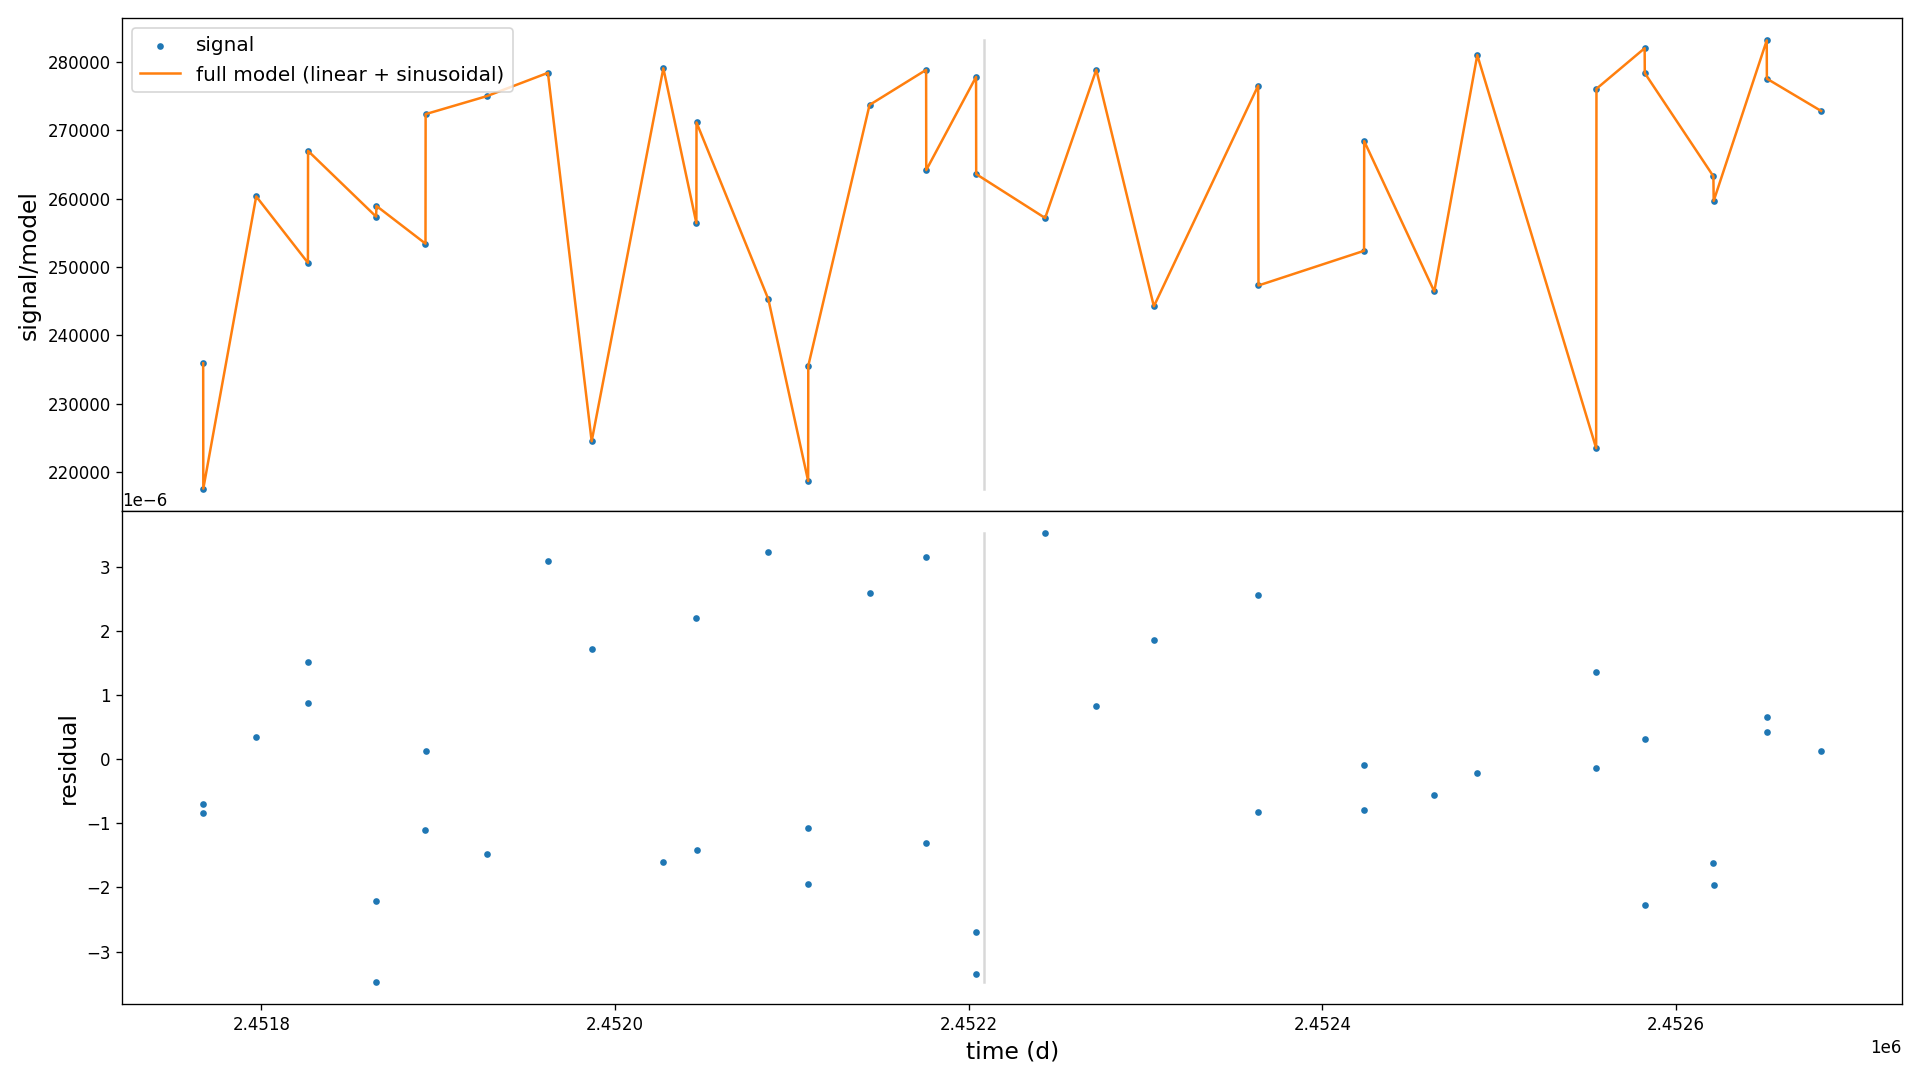 signal
full model (linear + sinusoidal)
280000
270000
260000
250000
240000
230000
220000
signal/model
1e−6
3
2
1
0
−1
−2
−3
residual
2.4518
2.4520
2.4522
2.4524
2.4526
time (d)
1e6